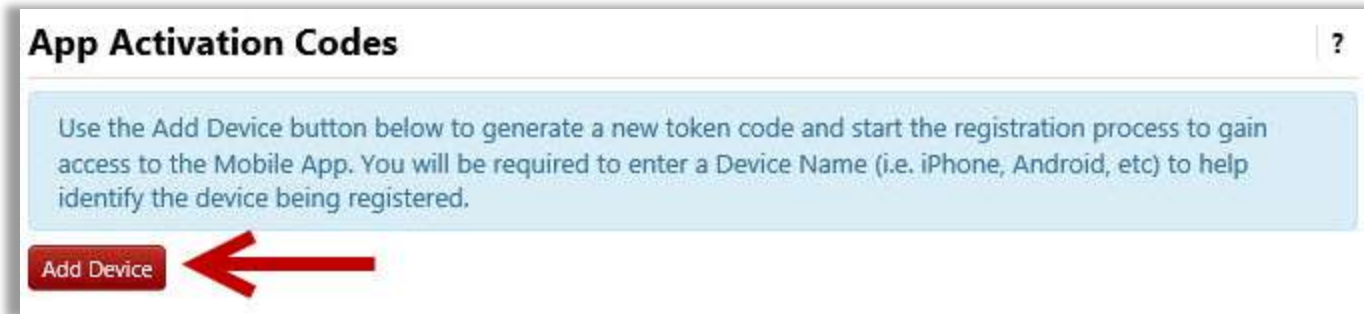 App Activation Codes
?
Use the Add Device button below to generate a new token code and start the registration process to gain
access to the Mobile App. You will be required to enter a Device Name (i.e. iPhone, Android, etc) to help
identify the device being registered.
Add Device